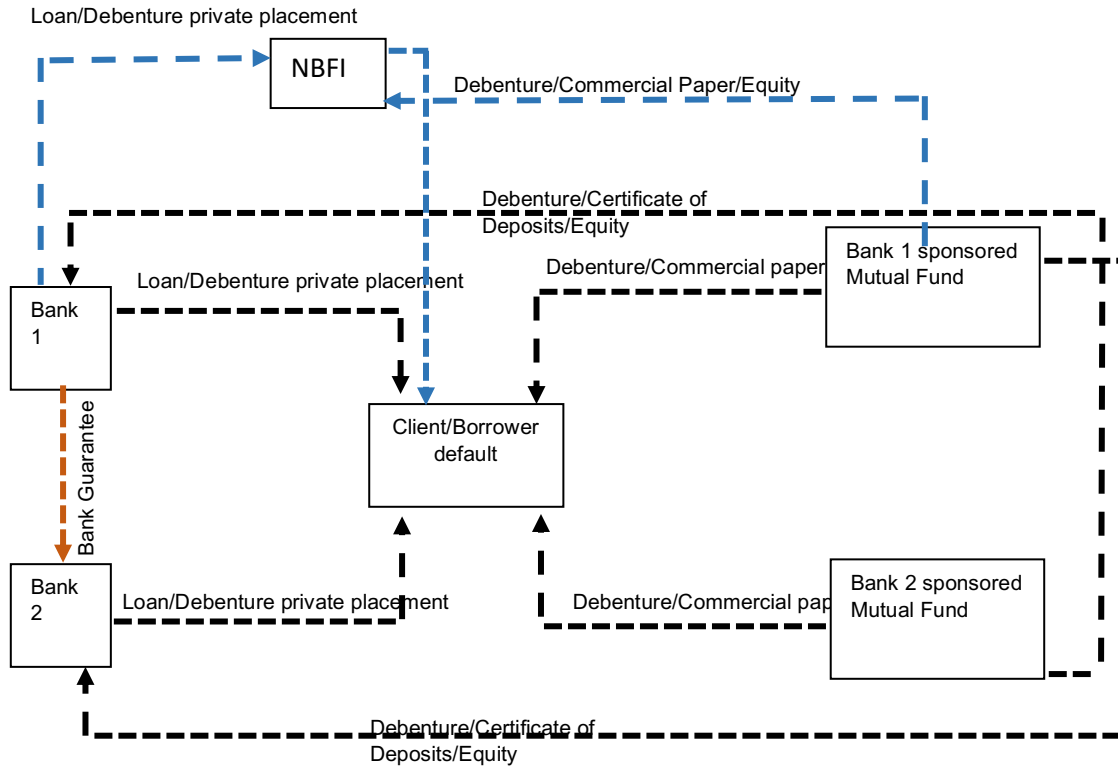 Loan/Debenture private placement
NBFI
Debenture/Commercial Paper/Equity
Debenture/Certificate of
Deposits/Equity
Bank 1 sponsored
Mutual Fund
Debenture/Commercial paper
Loan/Debenture private placement
Bank
1
Client/Borrower
default
Bank Guarantee
Bank
2
Bank 2 sponsored
Mutual Fund
Loan/Debenture private placement
Debenture/Commercial pap
Debenture/Certificate of
Deposits/Equity